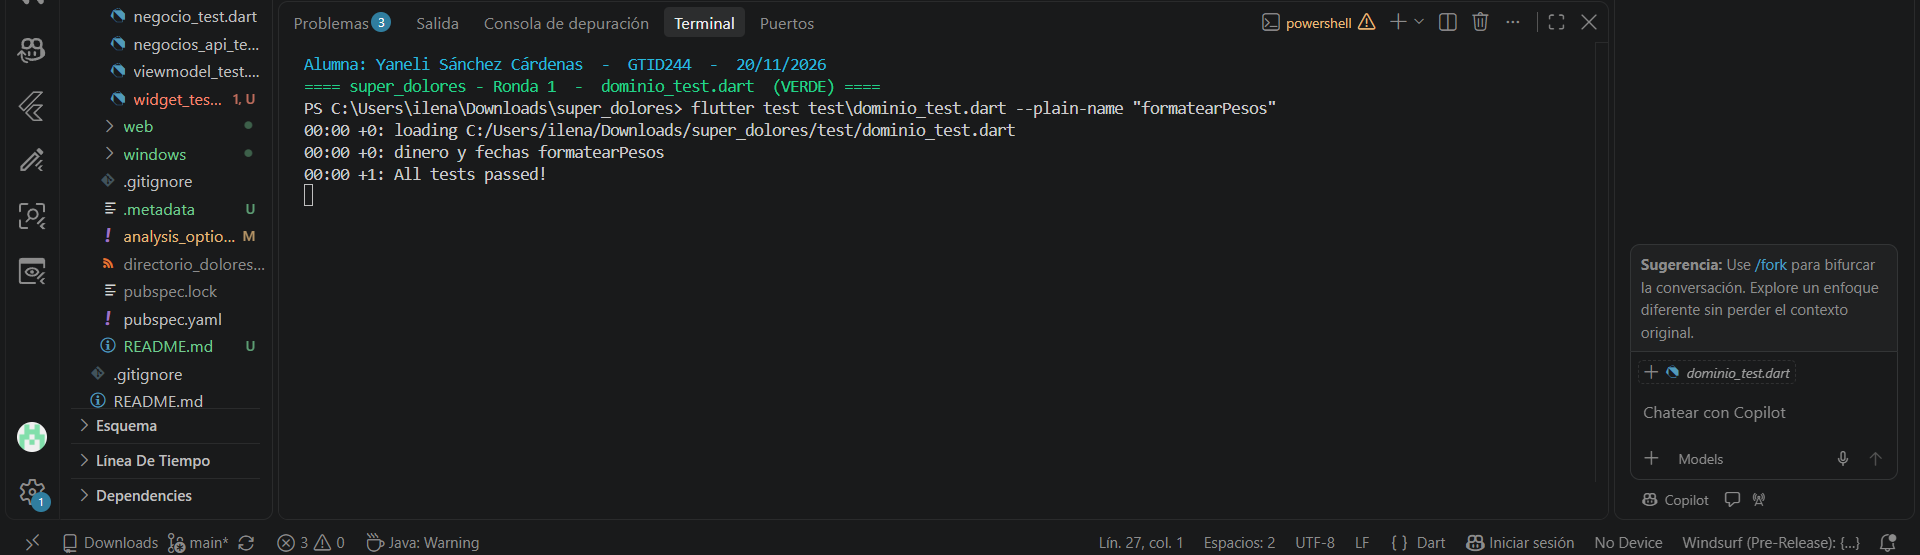 negocio_test.dart
negocios_api_te...
viewmodel_test....
widget_tes... 1, U
web
windows
.gitignore
.metadata U
analysis_optio... M
directorio_dolores...
pubspec.lock
pubspec.yaml
README.md U
.gitignore
README.md
Esquema
Línea De Tiempo
Dependencies
1
Problemas 3 Salida Consola de depuración Terminal Puertos
powershell
Alumna: Yaneli Sánchez Cárdenas - GTID244 - 20/11/2026
==== super_dolores - Ronda 1 - dominio_test.dart (VERDE) ====
PS C:\Users\ilena\Downloads\super_dolores> flutter test test\dominio_test.dart --plain-name "formatearPesos"
00:00 +0: loading C:/Users/ilena/Downloads/super_dolores/test/dominio_test.dart
00:00 +0: dinero y fechas formatearPesos
00:00 +1: All tests passed!
Sugerencia: Use /fork para bifurcar
la conversación. Explore un enfoque
diferente sin perder el contexto
original.
dominio_test.dart
Chatear con Copilot
Models
Copilot
Downloads main* 3 0 Java: Warning Lín. 27, col. 1 Espacios: 2 UTF-8 LF { } Dart Iniciar sesión No Device Windsurf (Pre-Release): {...}